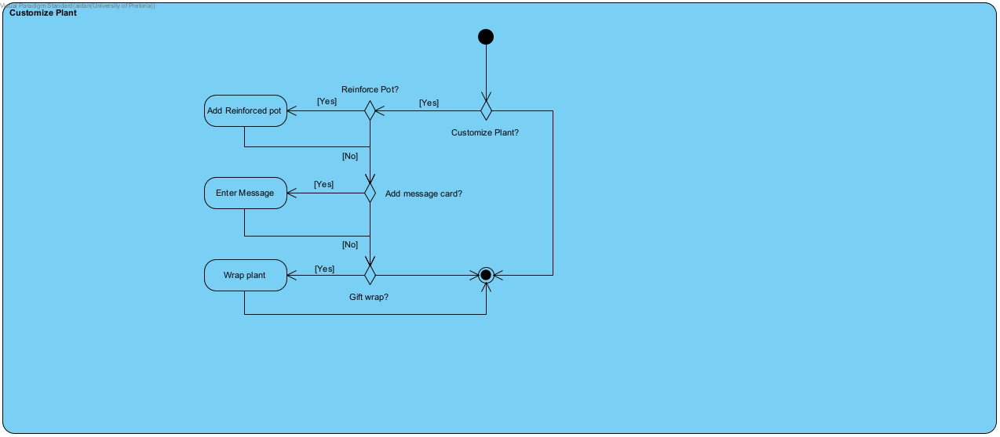 Visual Paradigm Standard(aidan(University of Pretoria))
Customize Plant
Reinforce Pot?
[Yes]
[Yes]
Add Reinforced pot
Customize Plant?
[No]
[Yes]
Enter Message
Add message card?
[No]
[Yes]
Wrap plant
Gift wrap?